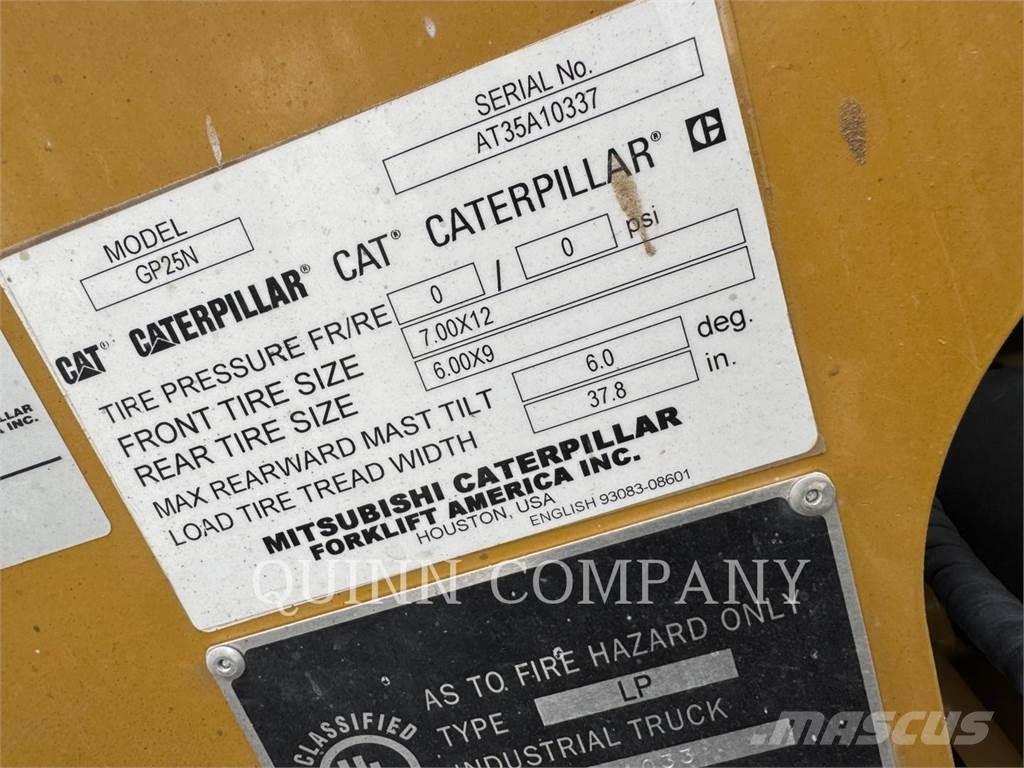 SERIAL No.
AT35A10337
MODEL
GP25N
CAT® CATERPILLAR® CAT® CATERPILLAR® C
TIRE PRESSURE FR/RE 0 / 0 psi
FRONT TIRE SIZE 7.00X12
REAR TIRE SIZE 6.00X9
MAX REARWARD MAST TILT 6.0 deg.
LOAD TIRE TREAD WIDTH 37.8 in.
MITSUBISHI CATERPILLAR
FORKLIFT AMERICA INC.
HOUSTON, USA
ENGLISH 93083-08601
LLAR
INC.
QUINN COMPANY
CLASSIFIED
UL
AS TO FIRE HAZARD ONLY
TYPE LP
INDUSTRIAL TRUCK
MASCUS